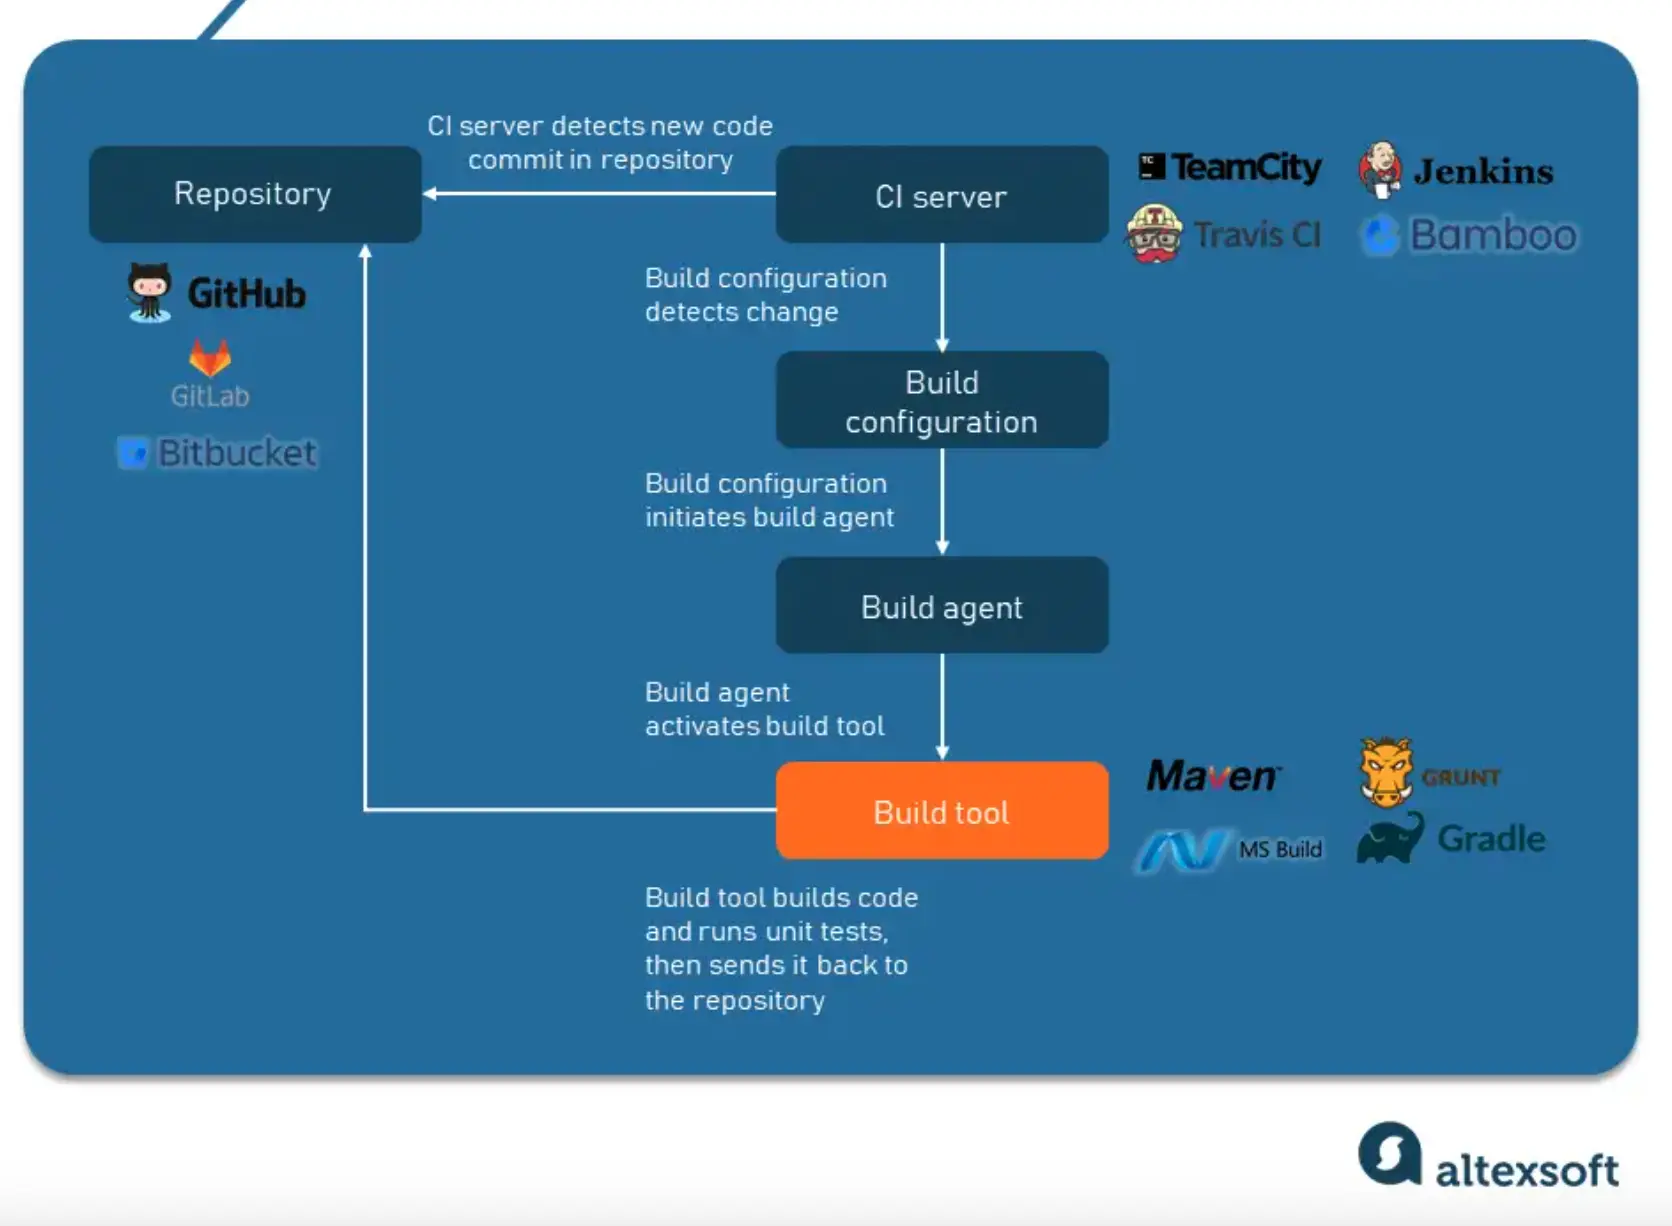 CI server detects new code
commit in repository
Repository
CI server
TC
TeamCity
Jenkins
Travis CI
Bamboo
GitHub
GitLab
Bitbucket
Build configuration
detects change
Build
configuration
Build configuration
initiates build agent
Build agent
Build agent
activates build tool
Build tool
Maven™
GRUNT
MS Build
Gradle
Build tool builds code
and runs unit tests,
then sends it back to
the repository
altexsoft